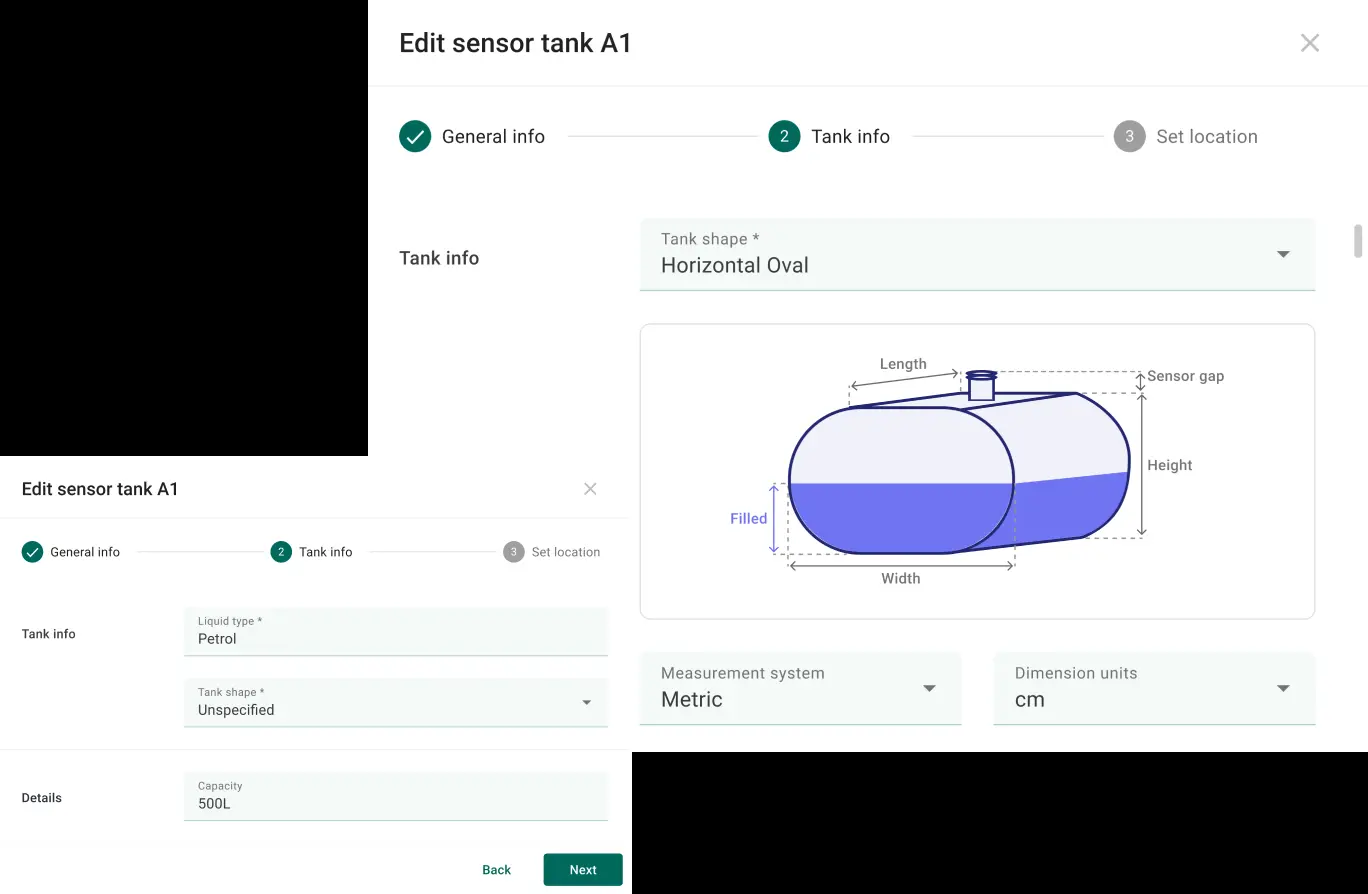 Edit sensor tank A1
General info
2 Tank info
3 Set location
Tank info
Tank shape *
Horizontal Oval
Length
Sensor gap
Height
Filled
Width
Measurement system
Metric
Dimension units
cm
Edit sensor tank A1
General info
2 Tank info
3 Set location
Tank info
Liquid type *
Petrol
Tank shape *
Unspecified
Details
Capacity
500L
Back
Next